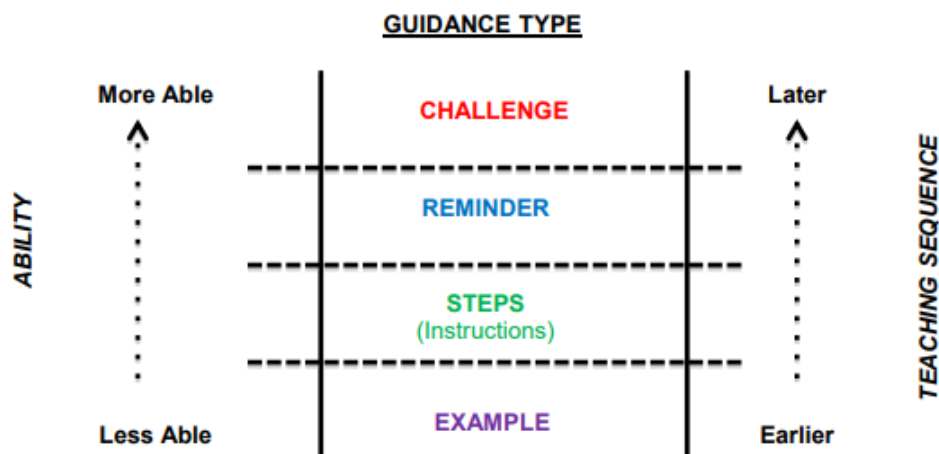 GUIDANCE TYPE
More Able
CHALLENGE
Later
REMINDER
ABILITY
TEACHING SEQUENCE
STEPS
(Instructions)
Less Able
EXAMPLE
Earlier